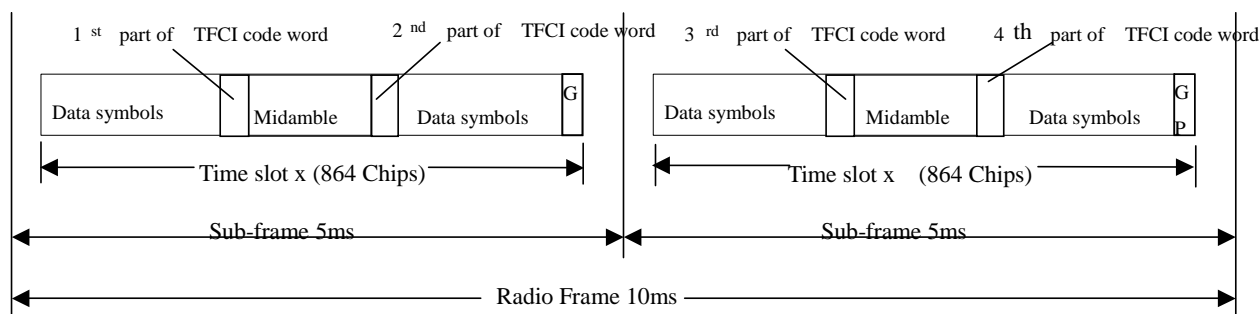 1 st part of TFCI code word
2 nd part of TFCI code word
3 rd part of TFCI code word
4 th part of TFCI code word
Data symbols
Midamble
Data symbols
G
Data symbols
Midamble
Data symbols
G
P
Time slot x (864 Chips)
Time slot x (864 Chips)
Sub-frame 5ms
Sub-frame 5ms
Radio Frame 10ms